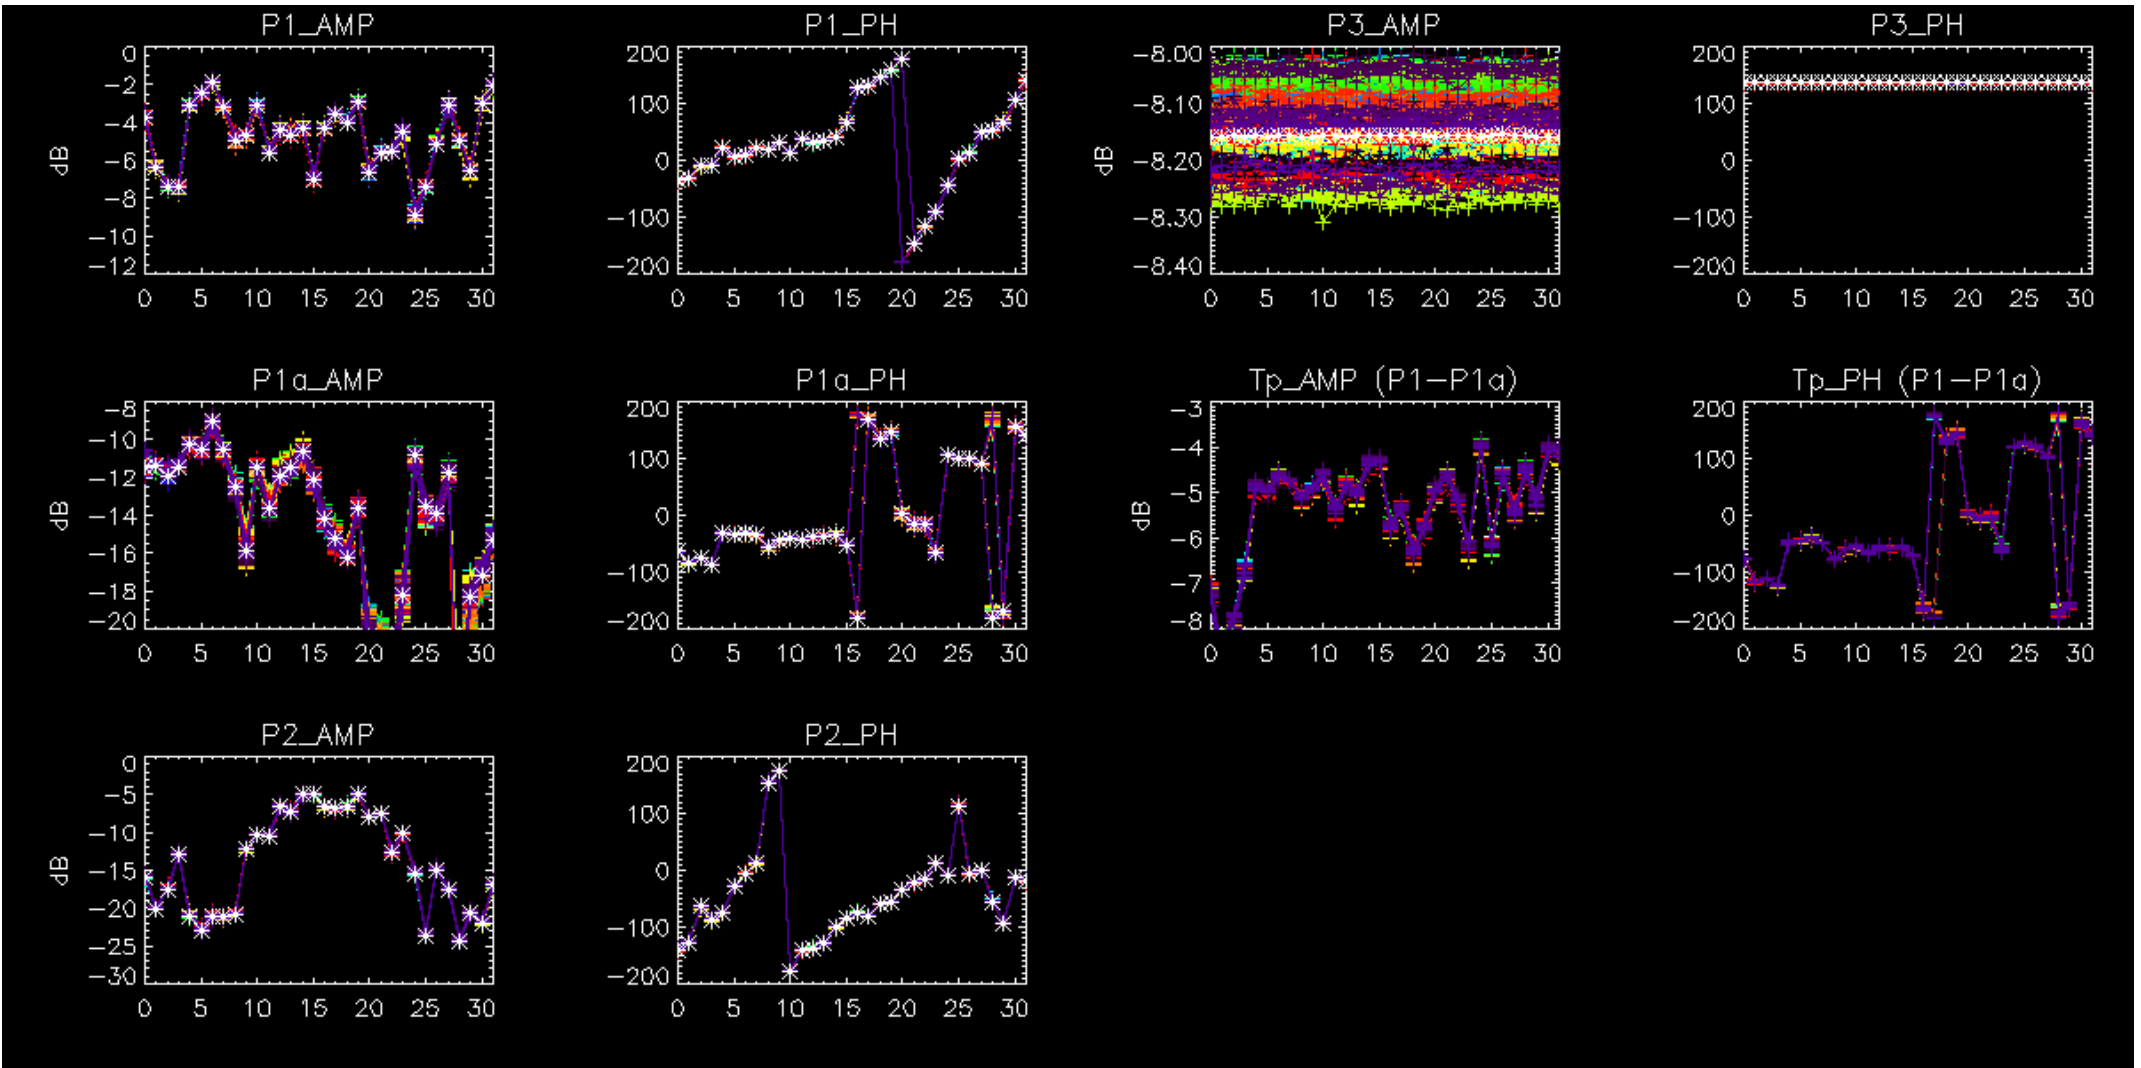 P1_AMP P1_PH P3_AMP P3_PH
0 200 -8.00 200
-2
100 -8.10 100
-4
dB -6 0 dB -8.20 0
-8
-100 -8.30 -100
-10
-12 -200 -8.40 -200
0 5 10 15 20 25 30 0 5 10 15 20 25 30 0 5 10 15 20 25 30 0 5 10 15 20 25 30
P1a_AMP P1a_PH Tp_AMP (P1-P1a) Tp_PH (P1-P1a)
-8 200 -3 200
-10
-4
-12 100 100
dB -14 0 dB -5 0
-6
-16 -100 -100
-18 -7
-20 -200 -8 -200
0 5 10 15 20 25 30 0 5 10 15 20 25 30 0 5 10 15 20 25 30 0 5 10 15 20 25 30
P2_AMP P2_PH
0 200
-5
-10 100
dB -15 0
-20 -100
-25
-30 -200
0 5 10 15 20 25 30 0 5 10 15 20 25 30